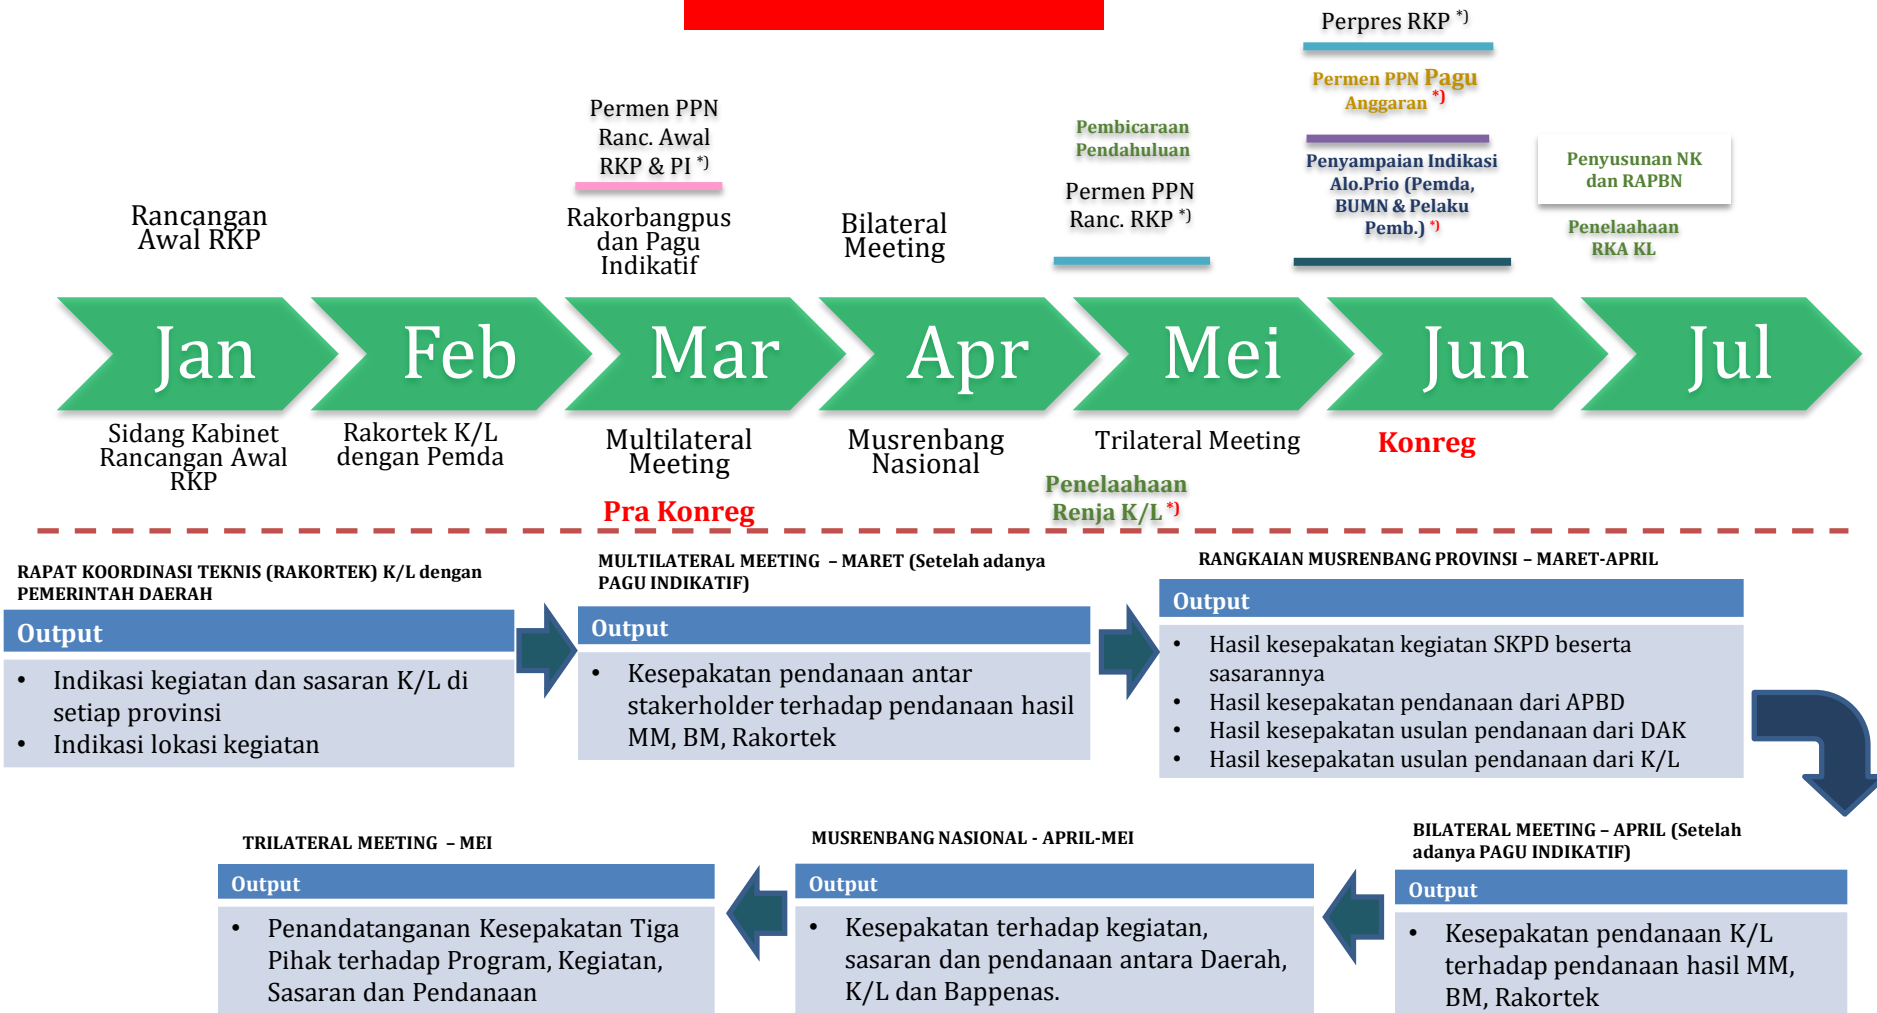 Perpres RKP *)
Permen PPN Pagu
Anggaran *)
Permen PPN
Ranc. Awal
RKP & PI *)
Pembicaraan
Pendahuluan
Penyampaian Indikasi
Alo.Prio (Pemda,
BUMN & Pelaku
Pemb.) *)
Penyusunan NK
dan RAPBN
Rancangan
Awal RKP
Rakorbangpus
dan Pagu
Indikatif
Bilateral
Meeting
Permen PPN
Ranc. RKP *)
Penelaahaan
RKA KL
Jan
Feb
Mar
Apr
Mei
Jun
Jul
Sidang Kabinet
Rancangan Awal
RKP
Rakortek K/L
dengan Pemda
Multilateral
Meeting
Pra Konreg
Musrenbang
Nasional
Trilateral Meeting
Penelaahaan
Renja K/L *)
Konreg
RAPAT KOORDINASI TEKNIS (RAKORTEK) K/L dengan
PEMERINTAH DAERAH
Output
• Indikasi kegiatan dan sasaran K/L di
setiap provinsi
• Indikasi lokasi kegiatan
MULTILATERAL MEETING – MARET (Setelah adanya
PAGU INDIKATIF)
Output
• Kesepakatan pendanaan antar
stakerholder terhadap pendanaan hasil
MM, BM, Rakortek
RANGKAIAN MUSRENBANG PROVINSI – MARET-APRIL
Output
• Hasil kesepakatan kegiatan SKPD beserta
sasarannya
• Hasil kesepakatan pendanaan dari APBD
• Hasil kesepakatan usulan pendanaan dari DAK
• Hasil kesepakatan usulan pendanaan dari K/L
BILATERAL MEETING – APRIL (Setelah
adanya PAGU INDIKATIF)
Output
• Kesepakatan pendanaan K/L
terhadap pendanaan hasil MM,
BM, Rakortek
MUSRENBANG NASIONAL - APRIL-MEI
Output
• Kesepakatan terhadap kegiatan,
sasaran dan pendanaan antara Daerah,
K/L dan Bappenas.
TRILATERAL MEETING – MEI
Output
• Penandatanganan Kesepakatan Tiga
Pihak terhadap Program, Kegiatan,
Sasaran dan Pendanaan